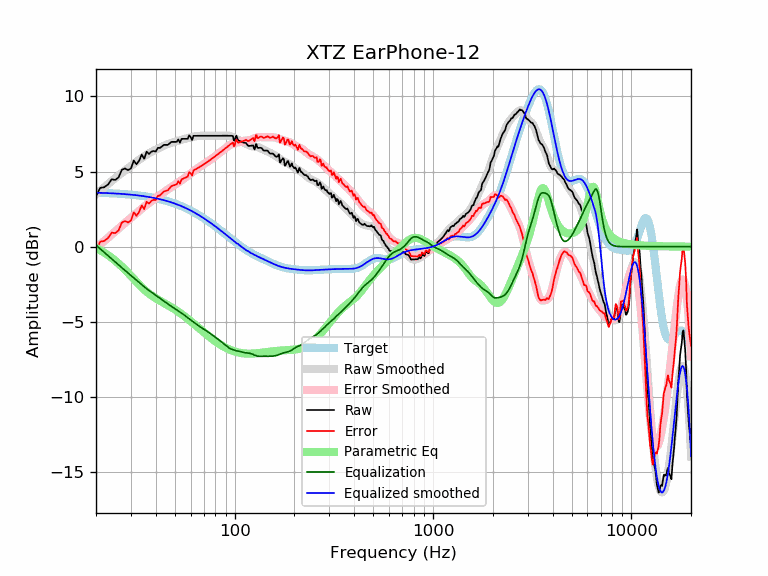 XTZ EarPhone-12
10
5
0
−5
−10
−15
Amplitude (dBr)
Target
Raw Smoothed
Error Smoothed
Raw
Error
Parametric Eq
Equalization
Equalized smoothed
100
1000
10000
Frequency (Hz)